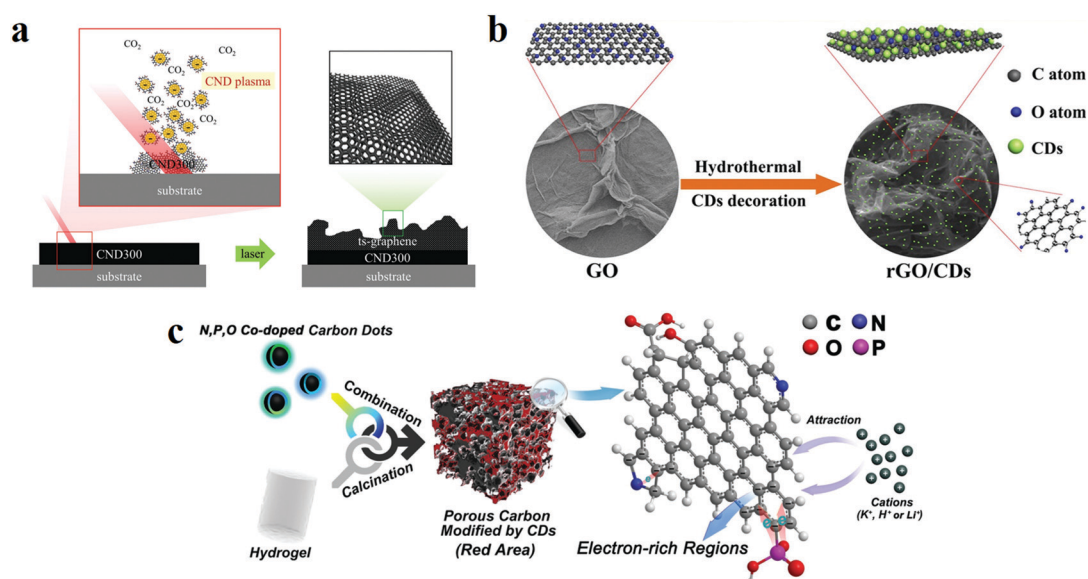 a
CO2
CO2
CO2
CO2
CND plasma
CO2
CO2
CO2
CO2
CND300
substrate
CND300
substrate
laser
ts-graphene
CND300
substrate
b
C atom
O atom
CDs
Hydrothermal
CDs decoration
GO
rGO/CDs
c
N,P,O Co-doped Carbon Dots
Combination
Calcination
Hydrogel
Porous Carbon
Modified by CDs
(Red Area)
C N
O P
Attraction
Cations
(K+, H+ or Li+)
Electron-rich Regions